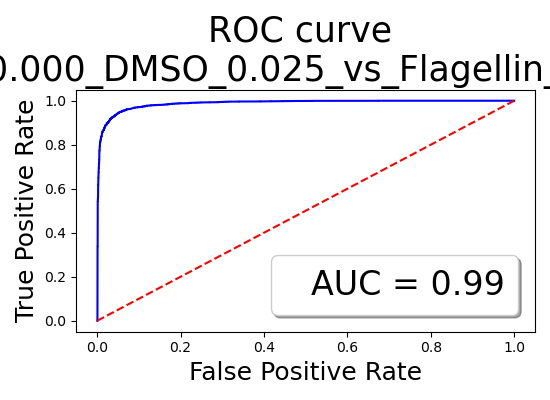 ROC curve
0.000_DMSO_0.025_vs_Flagellin_
True Positive Rate
1.0
0.8
0.6
0.4
0.2
0.0
AUC = 0.99
0.0 0.2 0.4 0.6 0.8 1.0
False Positive Rate